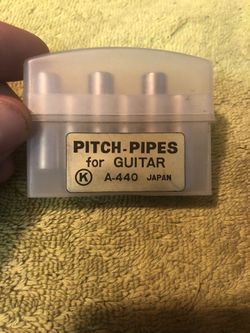 PITCH-PIPES
for GUITAR
K A-440 JAPAN